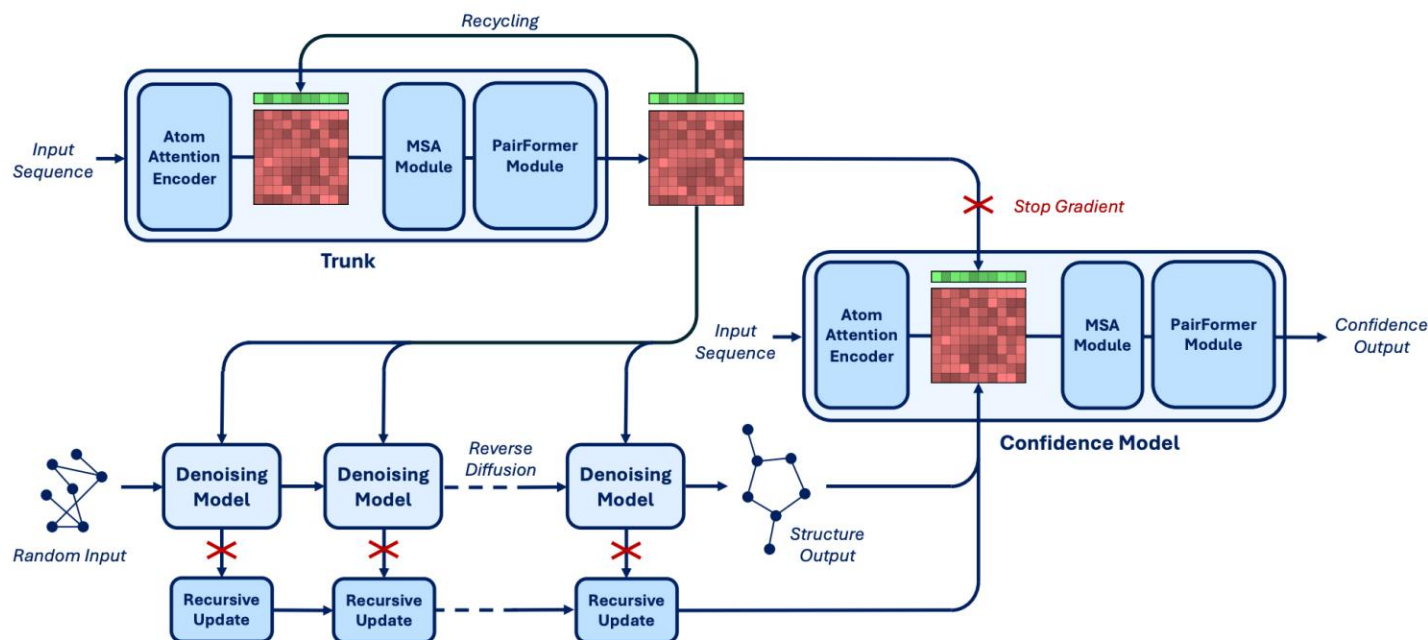 Recycling
Input
Sequence
Atom
Attention
Encoder
MSA
Module
PairFormer
Module
Trunk
Stop Gradient
Input
Sequence
Atom
Attention
Encoder
MSA
Module
PairFormer
Module
Confidence
Output
Confidence Model
Random Input
Denoising
Model
Denoising
Model
Reverse
Diffusion
Denoising
Model
Structure
Output
Recursive
Update
Recursive
Update
Recursive
Update